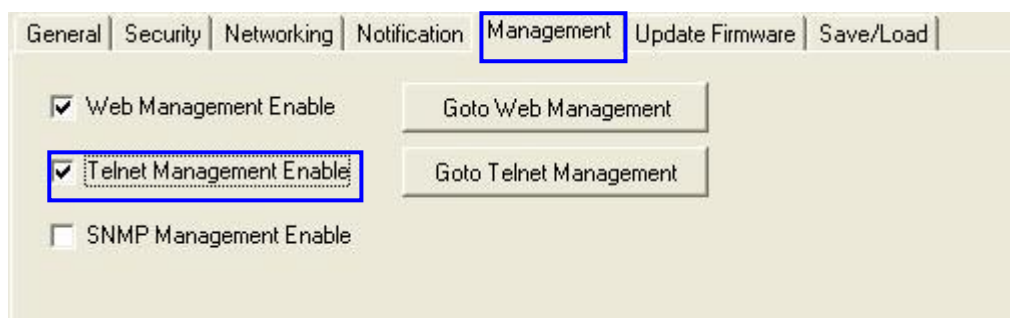 General Security Networking Notification Management Update Firmware Save/Load
Web Management Enable Goto Web Management
Telnet Management Enable Goto Telnet Management
SNMP Management Enable